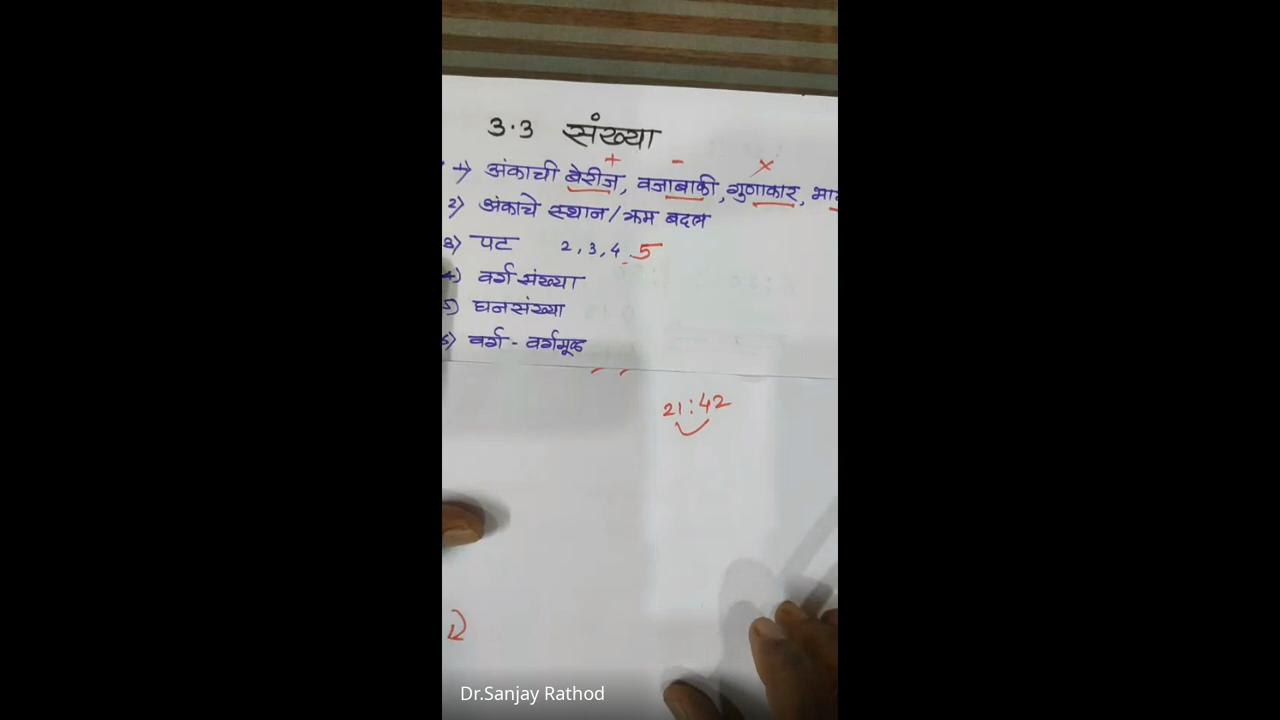 3.3 संख्या
+ - ×
1) अंकाची बेरीज, वजाबाकी, गुणाकार,
2) अंकाचे स्थान/क्रम बदल
3) पट 2, 3, 4, 5
4) वर्ग संख्या
5) घनसंख्या
6) वर्ग - वर्गमूळ
21:42
Dr.Sanjay Rathod